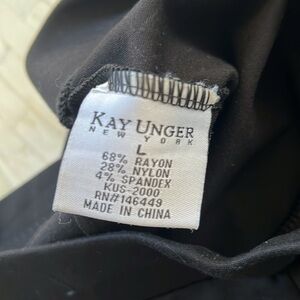 KAY UNGER
NEW YORK
L
68% RAYON
28% NYLON
4% SPANDEX
KUS-2000
RN#146449
MADE IN CHINA